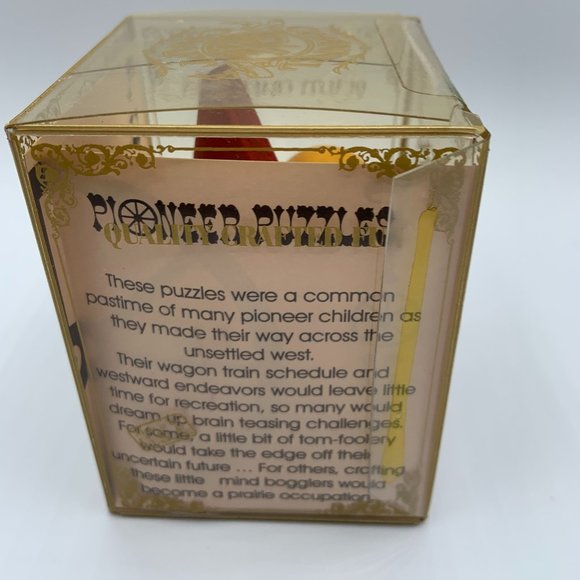 PIONEER PUZZLES
QUALITY CRAFTED
These puzzles were a common
pastime of many pioneer children as
they made their way across the
unsettled west.
Their wagon train schedule and
westward endeavors would leave little
time for recreation, so many would
dream up brain teasing challenges.
For some, a little bit of tom-foolery
would take the edge off their
uncertain future ... For others, crafting
these little mind bogglers would
become a prairie occupation.